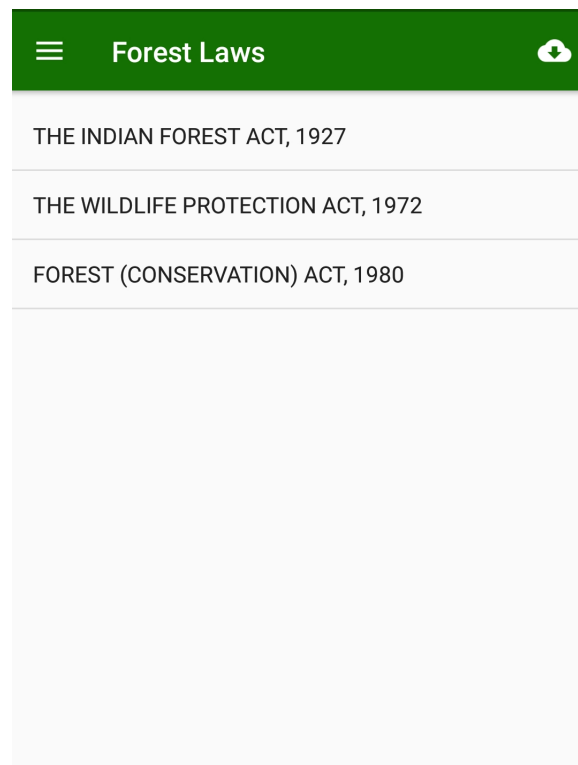 Forest Laws
THE INDIAN FOREST ACT, 1927
THE WILDLIFE PROTECTION ACT, 1972
FOREST (CONSERVATION) ACT, 1980